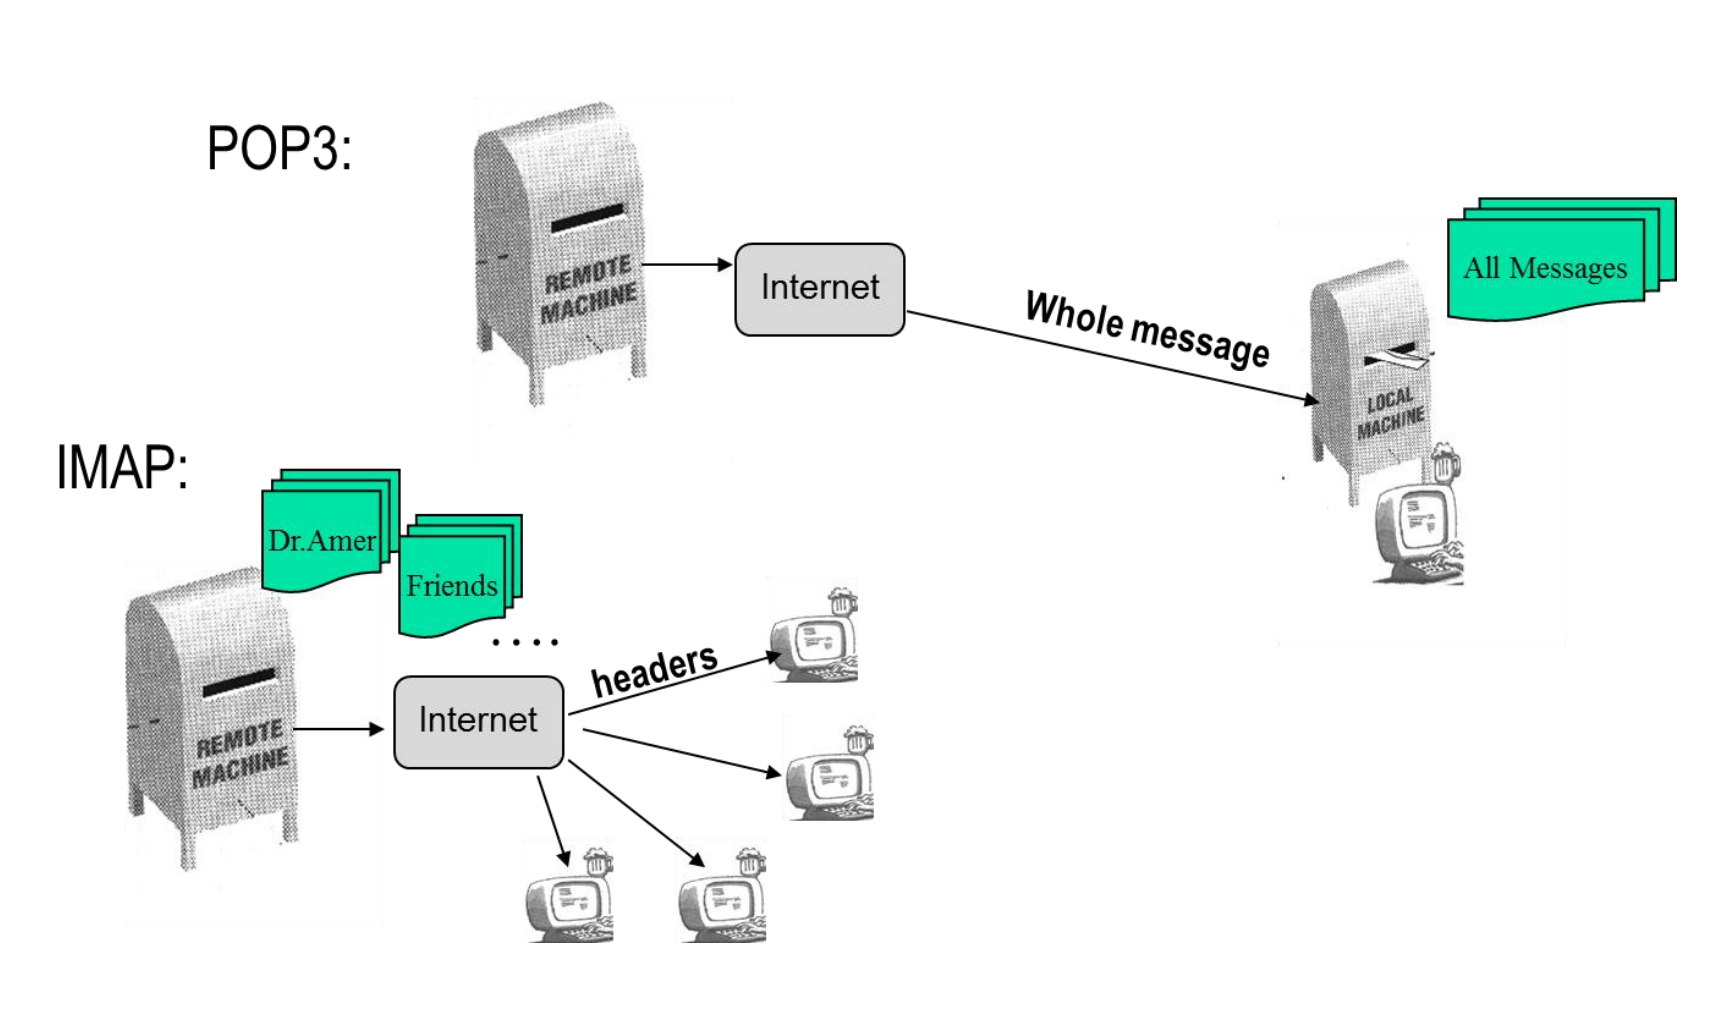 POP3:
REMOTE
MACHINE
Internet
Whole message
All Messages
LOCAL
MACHINE
IMAP:
Dr.Amer
Friends
....
REMOTE
MACHINE
Internet
headers